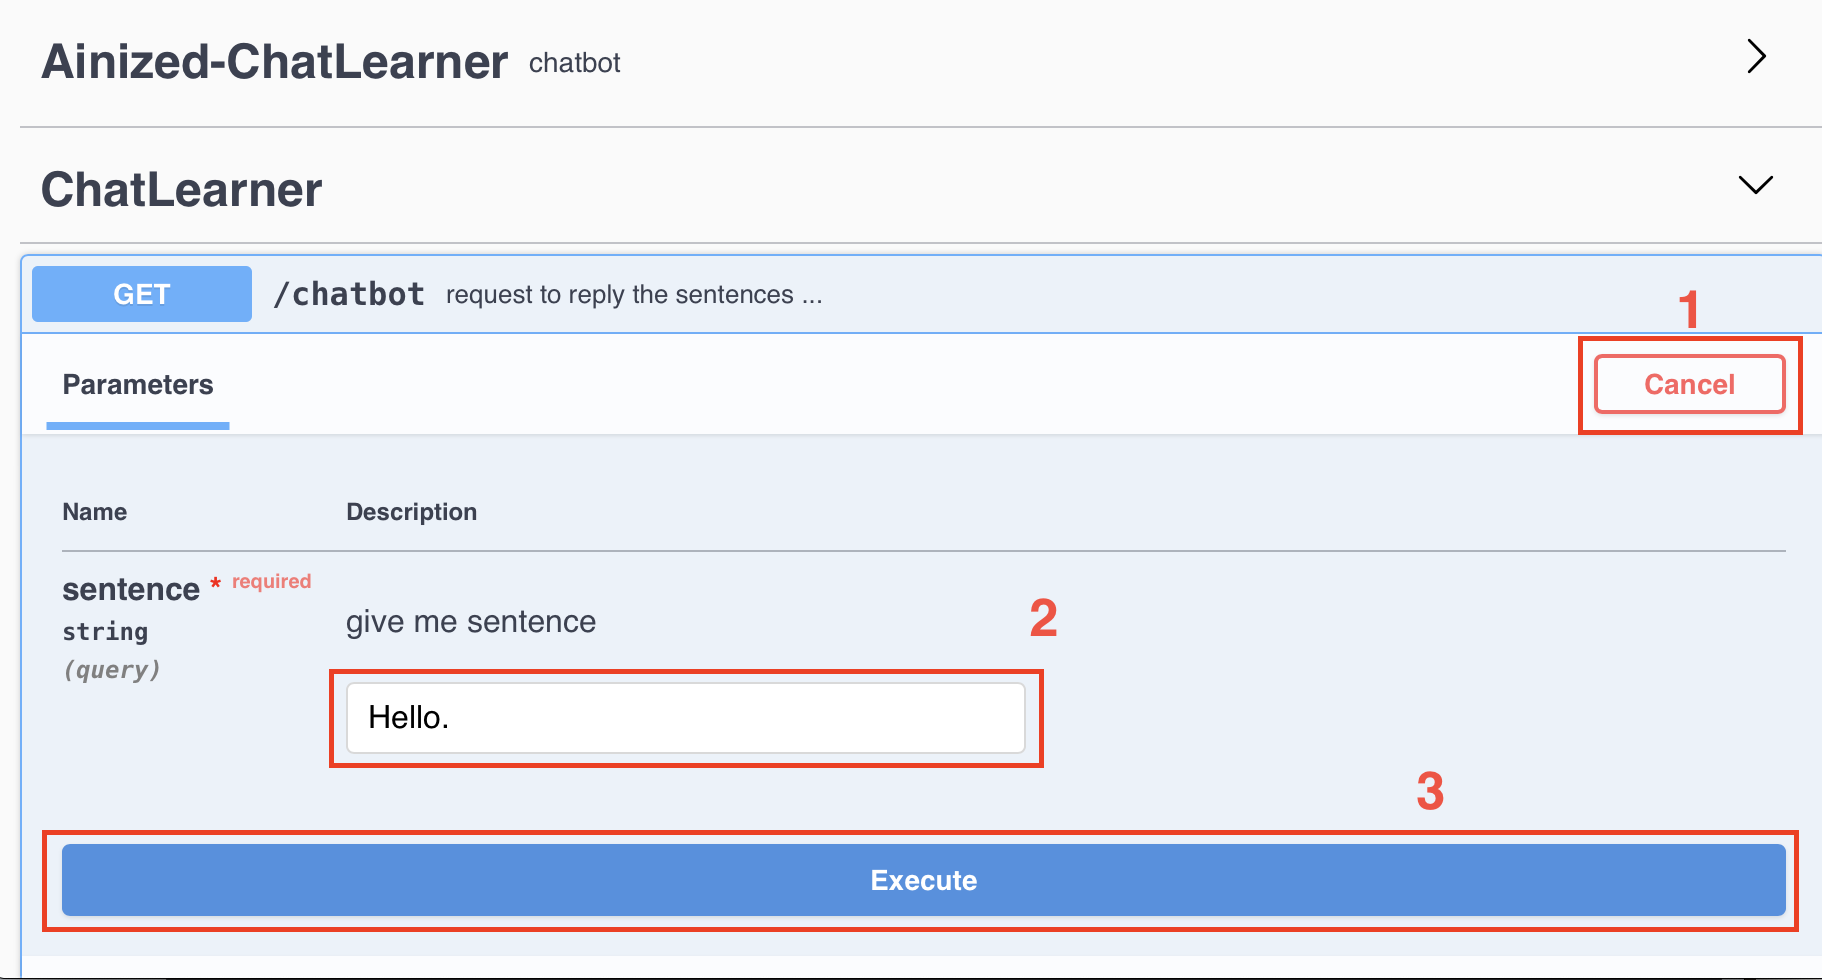 Ainized-ChatLearner chatbot
ChatLearner
GET /chatbot request to reply the sentences ...
1
Parameters
Cancel
Name Description
sentence * required
string
(query)
give me sentence
2
Hello.
3
Execute